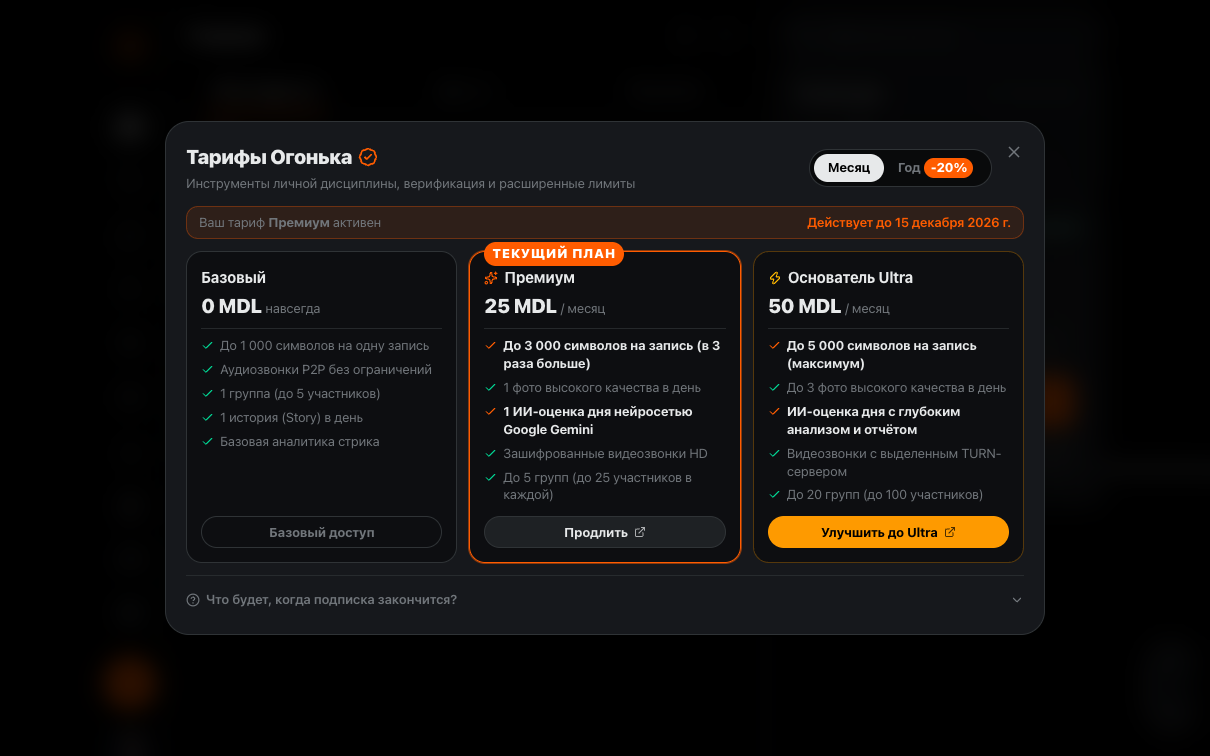 Тарифы Огонька
Инструменты личной дисциплины, верификация и расширенные лимиты
Месяц
Год -20%
Ваш тариф Премиум активен
Действует до 15 декабря 2026 г.
Базовый
0 MDL навсегда
До 1 000 символов на одну запись
Аудиозвонки P2P без ограничений
1 группа (до 5 участников)
1 история (Story) в день
Базовая аналитика стрика
Базовый доступ
ТЕКУЩИЙ ПЛАН
Премиум
25 MDL / месяц
До 3 000 символов на запись (в 3
раза больше)
1 фото высокого качества в день
1 ИИ-оценка дня нейросетью
Google Gemini
Зашифрованные видеозвонки HD
До 5 групп (до 25 участников в
каждой)
Продлить
Основатель Ultra
50 MDL / месяц
До 5 000 символов на запись
(максимум)
До 3 фото высокого качества в день
ИИ-оценка дня с глубоким
анализом и отчётом
Видеозвонки с выделенным TURN-
сервером
До 20 групп (до 100 участников)
Улучшить до Ultra
Что будет, когда подписка закончится?